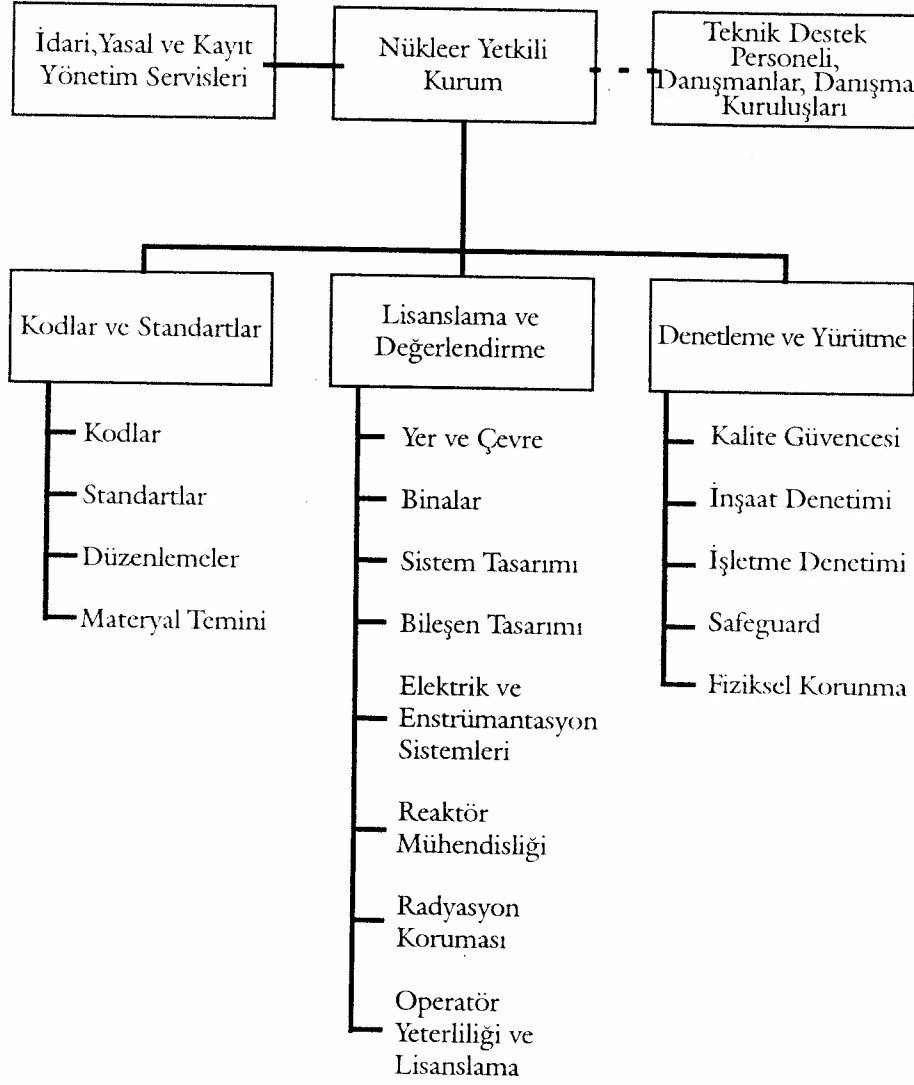 İdari,Yasal ve Kayıt
Yönetim Servisleri
Nükleer Yetkili
Kurum
Teknik Destek
Personeli,
Danışmanlar, Danışma
Kuruluşları
Kodlar ve Standartlar
Lisanslama ve
Değerlendirme
Denetleme ve Yürütme
Kodlar
Standartlar
Düzenlemeler
Materyal Temini
Yer ve Çevre
Binalar
Sistem Tasarımı
Bileşen Tasarımı
Elektrik ve
Enstrümantasyon
Sistemleri
Reaktör
Mühendisliği
Radyasyon
Koruması
Operatör
Yeterliliği ve
Lisanslama
Kalite Güvencesi
İnşaat Denetimi
İşletme Denetimi
Safeguard
Fiziksel Korunma